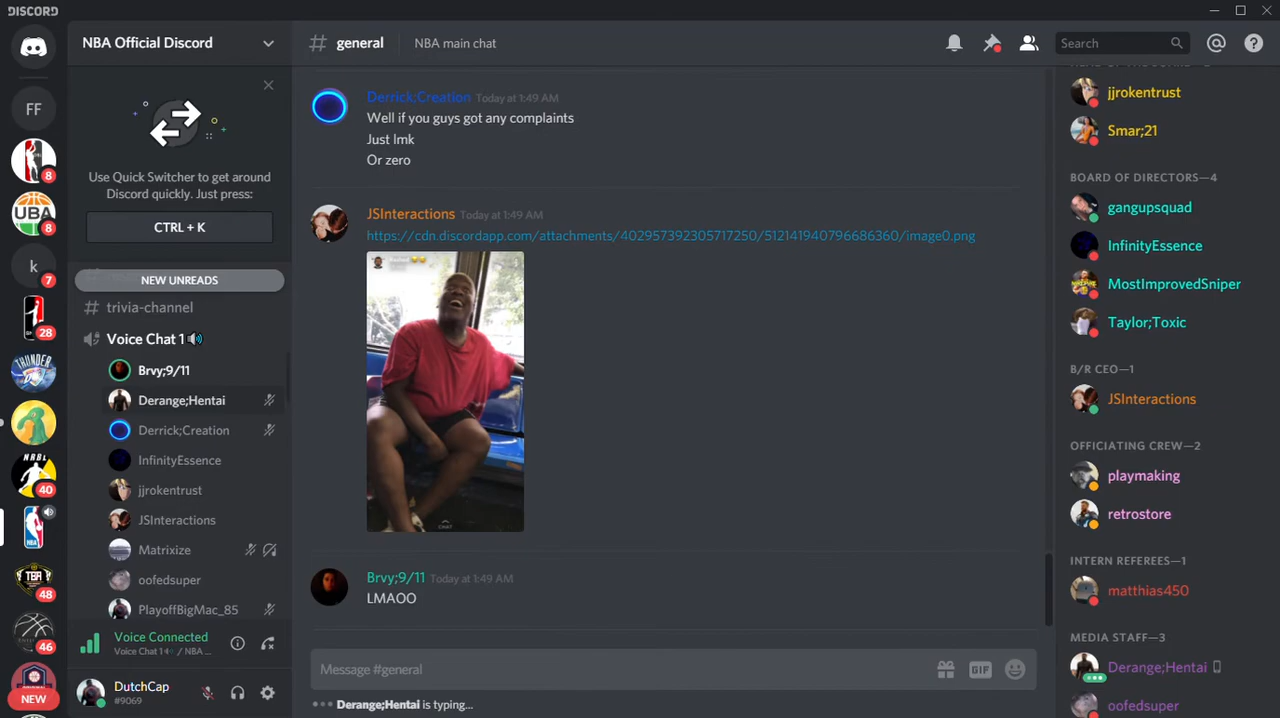 DISCORD
NBA Official Discord
# general
NBA main chat
Search
FF
8
UBA
8
k
7
28
THUNDER
NRBL
40
TBA
48
46
NEW
Use Quick Switcher to get around
Discord quickly. Just press:
CTRL + K
NEW UNREADS
# trivia-channel
Voice Chat 1
Brvy;9/11
Derange;Hentai
Derrick;Creation
InfinityEssence
jjrokentrust
JSInteractions
Matrixize
oofedsuper
PlayoffBigMac_85
Voice Connected
Voice Chat 1 / NBA ...
DutchCap
#9069
Derrick;Creation Today at 1:49 AM
Well if you guys got any complaints
Just lmk
Or zero
JSInteractions Today at 1:49 AM
https://cdn.discordapp.com/attachments/402957392305717250/512141940796686360/image0.png
CHAT
Brvy;9/11 Today at 1:49 AM
LMAOO
Message #general
GIF
Derange;Hentai is typing...
jjrokentrust
Smar;21
BOARD OF DIRECTORS—4
gangupsquad
InfinityEssence
MostImprovedSniper
Taylor;Toxic
B/R CEO—1
JSInteractions
OFFICIATING CREW—2
playmaking
retrostore
INTERN REFEREES—1
matthias450
MEDIA STAFF—3
Derange;Hentai
oofedsuper